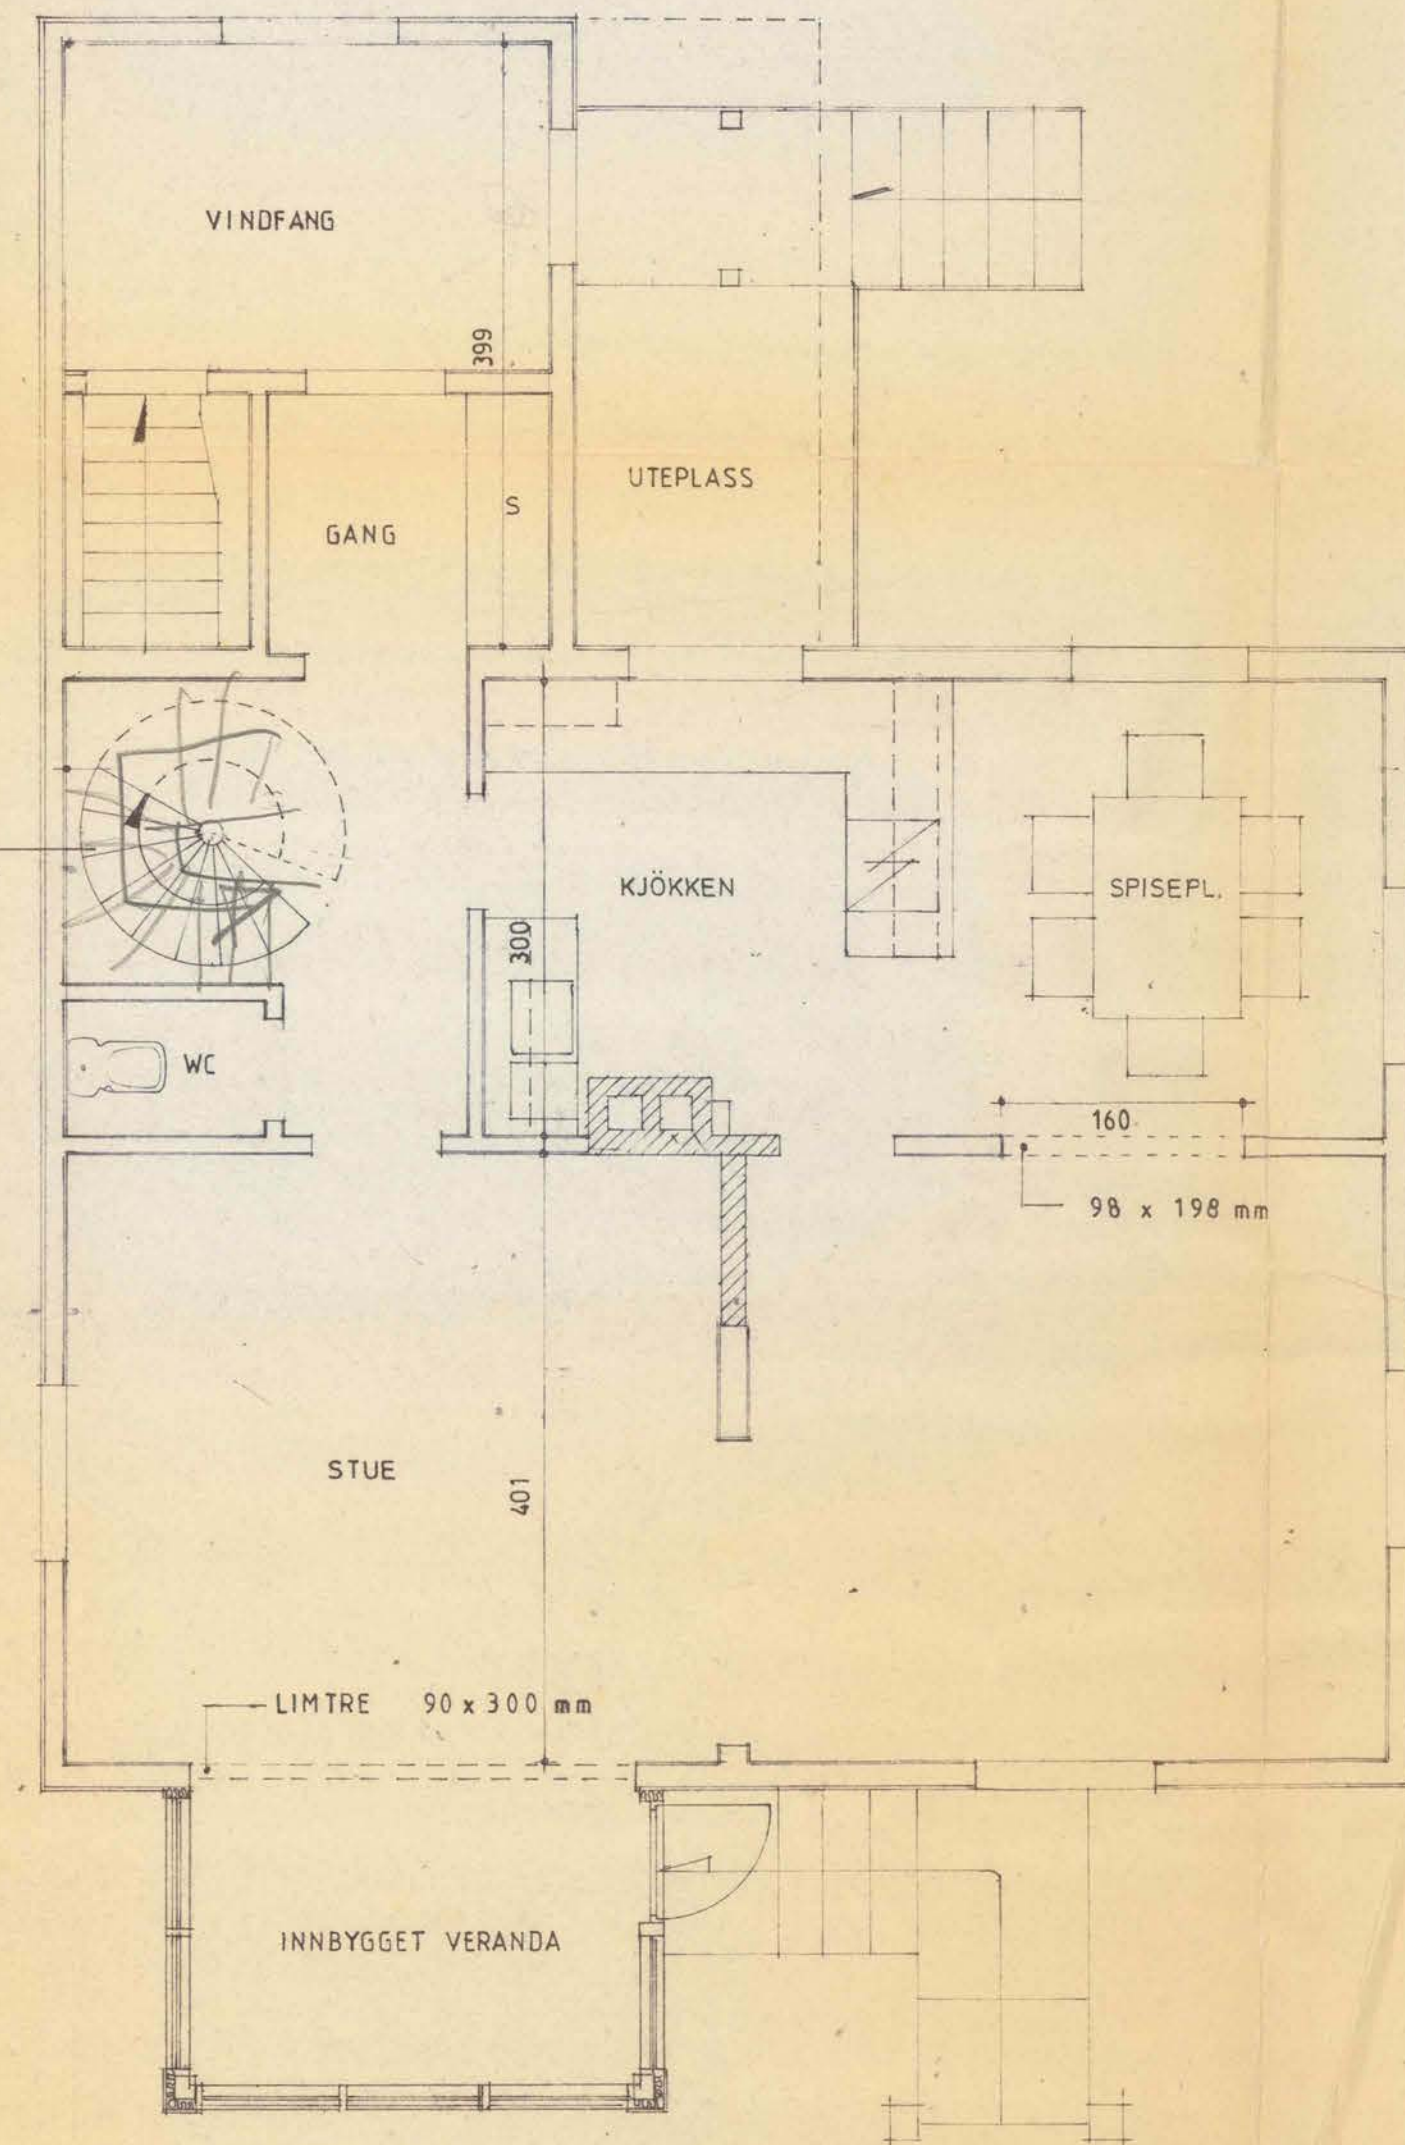 VINDFANG
399
UTEPLASS
S
GANG
KJÖKKEN
SPISEPL.
300
WC
160
98 x 198 mm
STUE
401
LIMTRE 90 x 300 mm
INNBYGGET VERANDA